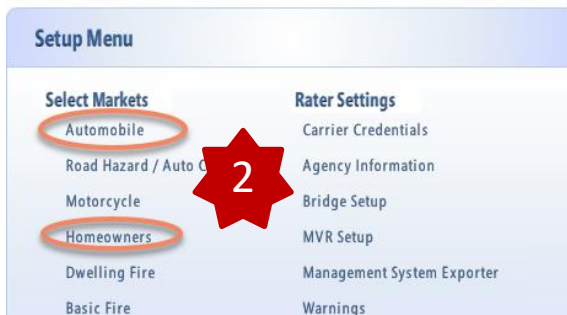 Setup Menu
Select Markets
Automobile
Road Hazard / Auto
Motorcycle
Homeowners
Dwelling Fire
Basic Fire
2
Rater Settings
Carrier Credentials
Agency Information
Bridge Setup
MVR Setup
Management System Exporter
Warnings